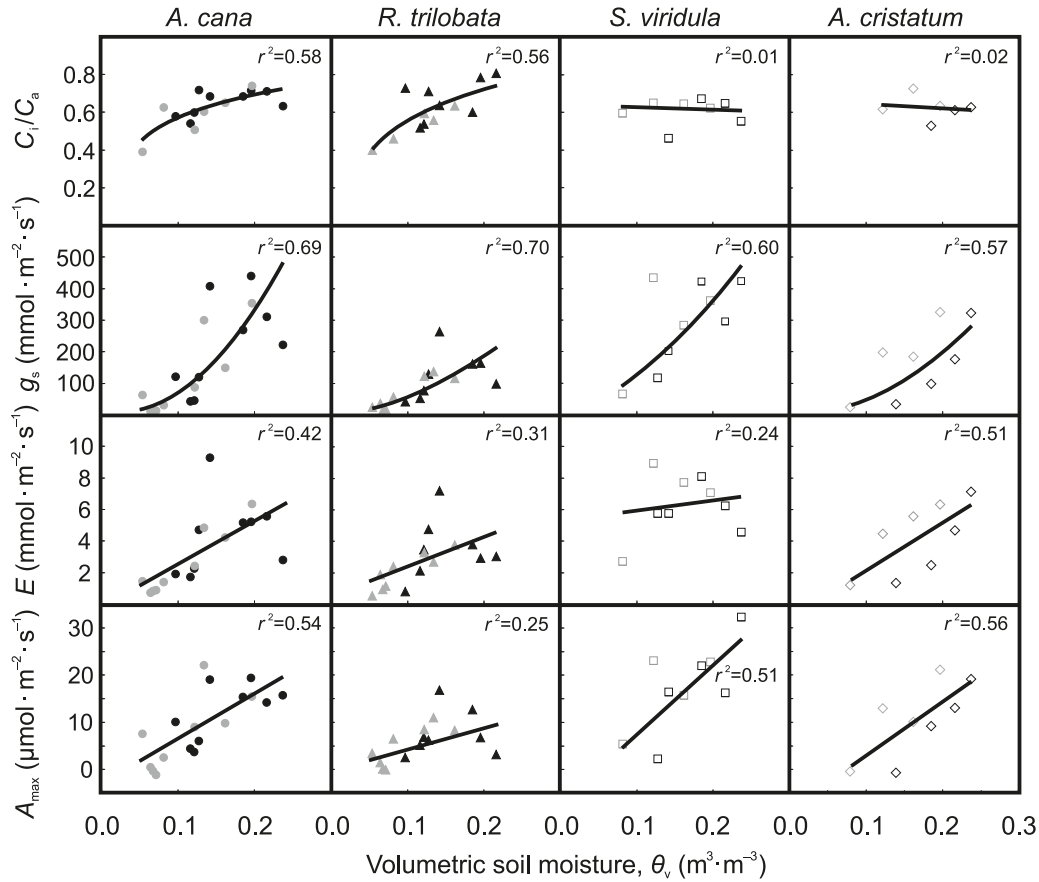 A. cana R. trilobata S. viridula A. cristatum
Cᵢ/Cₐ
0.8
0.6
0.4
0.2
r²=0.58
r²=0.56
r²=0.01
r²=0.02
gₛ (mmol·m⁻²·s⁻¹)
500
400
300
200
100
r²=0.69
r²=0.70
r²=0.60
r²=0.57
E (mmol·m⁻²·s⁻¹)
10
8
6
4
2
r²=0.42
r²=0.31
r²=0.24
r²=0.51
Aₘₐₓ (µmol·m⁻²·s⁻¹)
30
20
10
0
r²=0.54
r²=0.25
r²=0.51
r²=0.56
0.0 0.1 0.2 0.0 0.1 0.2 0.0 0.1 0.2 0.0 0.1 0.2 0.3
Volumetric soil moisture, θᵥ (m³·m⁻³)